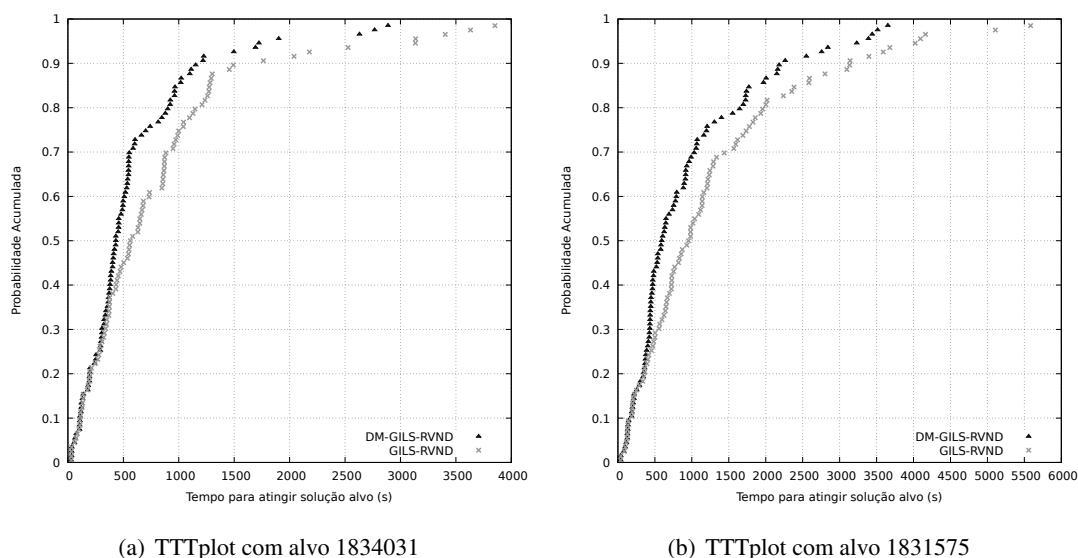 1
0.9
0.8
0.7
0.6
0.5
0.4
0.3
0.2
0.1
0
Probabilidade Acumulada
DM-GILS-RVND
GILS-RVND
0 500 1000 1500 2000 2500 3000 3500 4000
Tempo para atingir solução alvo (s)
(a) TTTplot com alvo 1834031
1
0.9
0.8
0.7
0.6
0.5
0.4
0.3
0.2
0.1
0
Probabilidade Acumulada
DM-GILS-RVND
GILS-RVND
0 500 1000 1500 2000 2500 3000 3500 4000 4500 5000 5500 6000
Tempo para atingir solução alvo (s)
(b) TTTplot com alvo 1831575